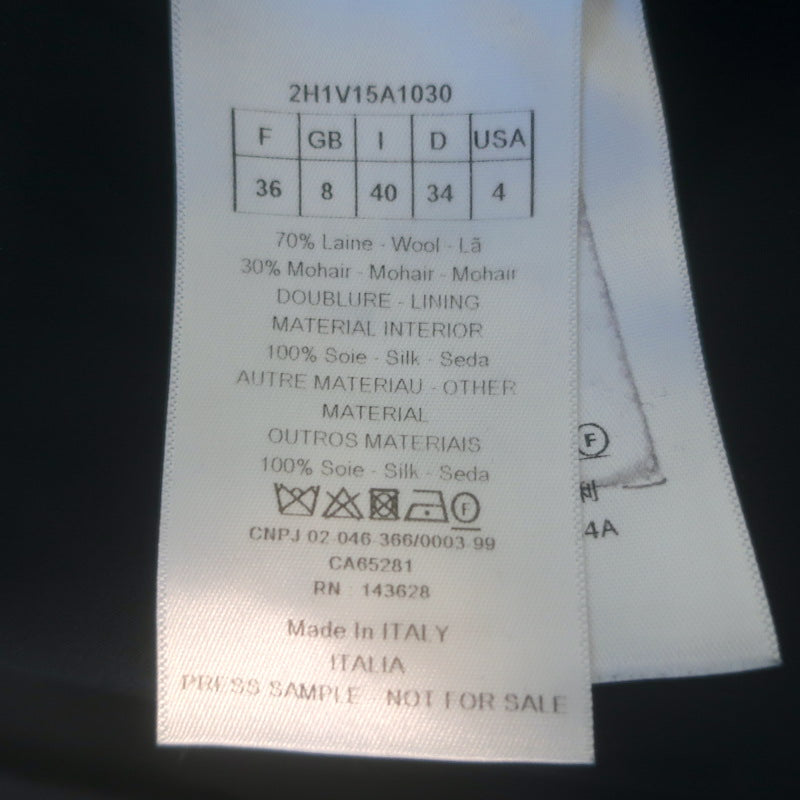 2H1V15A1030
F GB I D USA
36 8 40 34 4
70% Laine - Wool - Lã
30% Mohair - Mohair - Mohair
DOUBLURE - LINING
MATERIAL INTERIOR
100% Soie - Silk - Seda
AUTRE MATERIAU - OTHER
MATERIAL
OUTROS MATERIAIS
100% Soie - Silk - Seda
F
CNPJ 02-046-366/0003-99
CA65281
RN : 143628
Made In ITALY
ITALIA
PRESS SAMPLE - NOT FOR SALE
F
利
4A